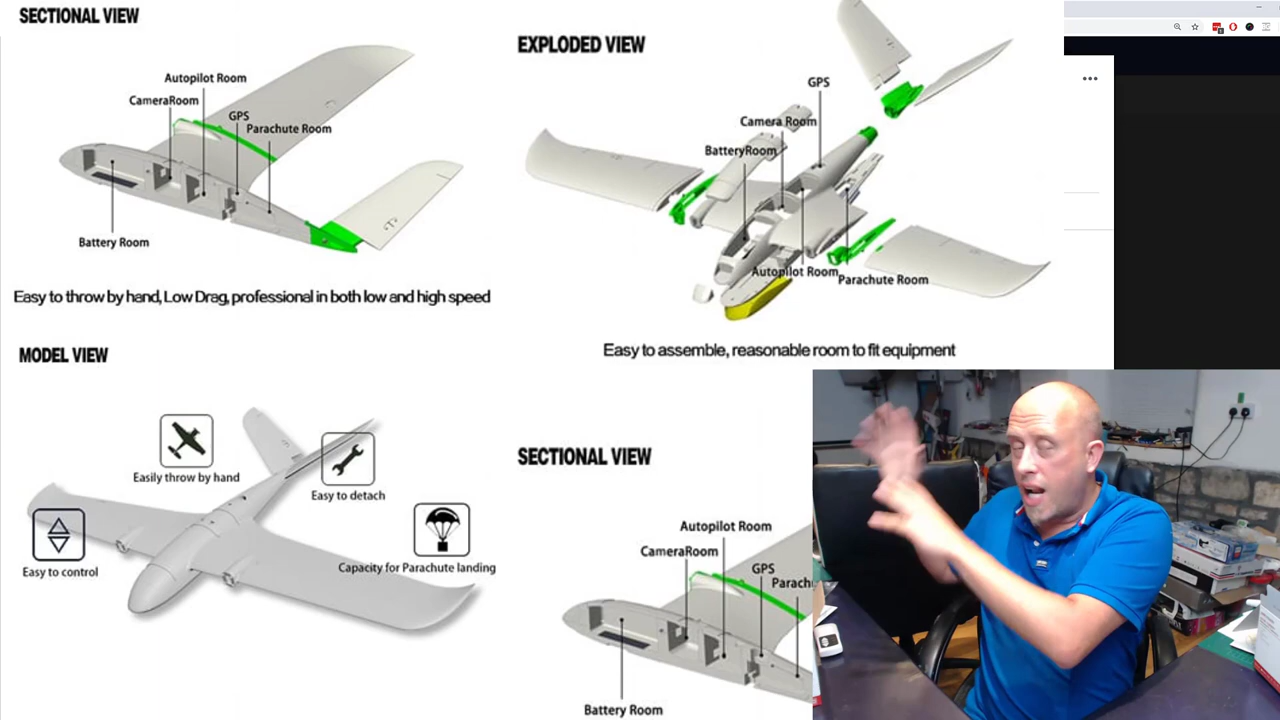 SECTIONAL VIEW
Autopilot Room
CameraRoom
GPS
Parachute Room
Battery Room
Easy to throw by hand, Low Drag, professional in both low and high speed
EXPLODED VIEW
GPS
Camera Room
BatteryRoom
Autopilot Room
Parachute Room
Easy to assemble, reasonable room to fit equipment
MODEL VIEW
Easily throw by hand
Easy to detach
Easy to control
Capacity for Parachute landing
SECTIONAL VIEW
Autopilot Room
CameraRoom
GPS
Parach
Battery Room